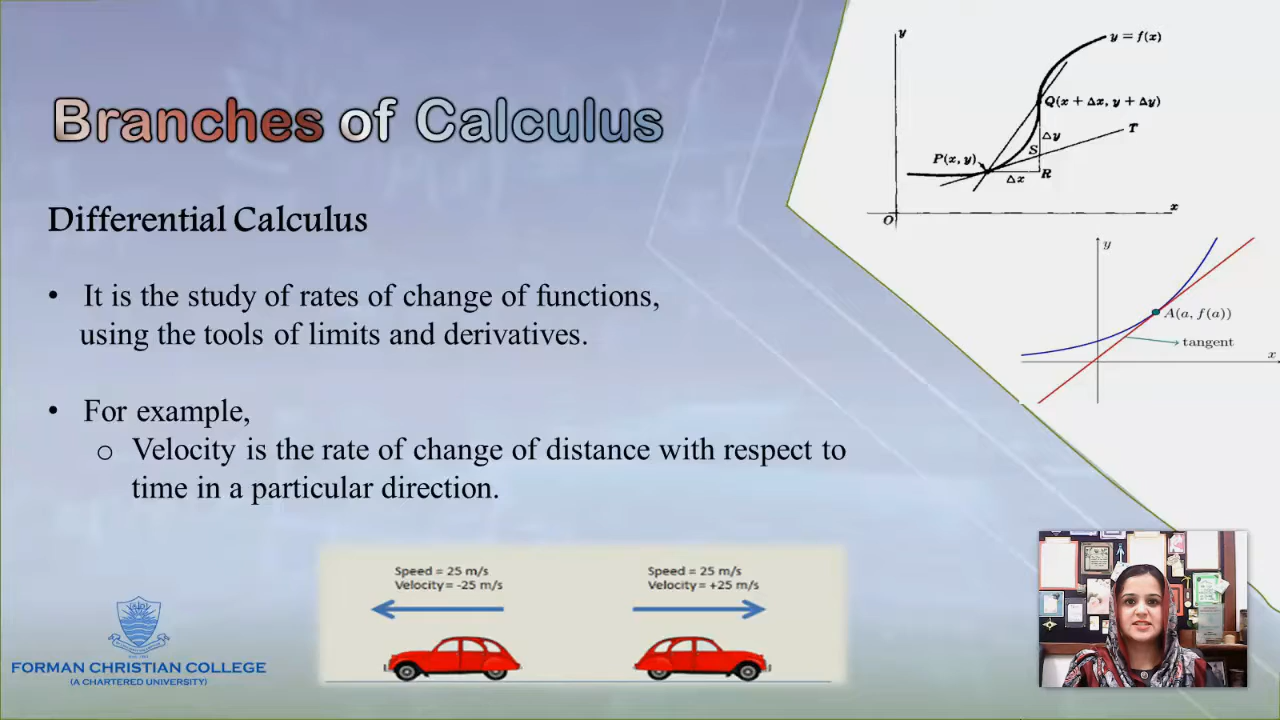 Branches of Calculus
Differential Calculus
• It is the study of rates of change of functions,
using the tools of limits and derivatives.
• For example,
o Velocity is the rate of change of distance with respect to
time in a particular direction.
y
y = f(x)
Q(x + Δx, y + Δy)
Δy
T
S
P(x, y)
Δx
R
O
x
y
A(a, f(a))
tangent
x
Speed = 25 m/s
Velocity = -25 m/s
Speed = 25 m/s
Velocity = +25 m/s
FORMAN CHRISTIAN COLLEGE
(A CHARTERED UNIVERSITY)